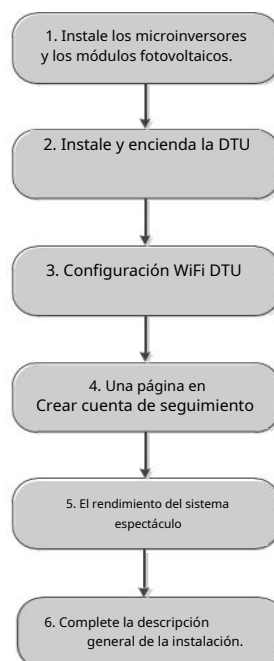 1. Instale los microinversores
y los módulos fotovoltaicos.
2. Instale y encienda la DTU
3. Configuración WiFi DTU
4. Una página en
Crear cuenta de seguimiento
5. El rendimiento del sistema
espectáculo
6. Complete la descripción
general de la instalación.